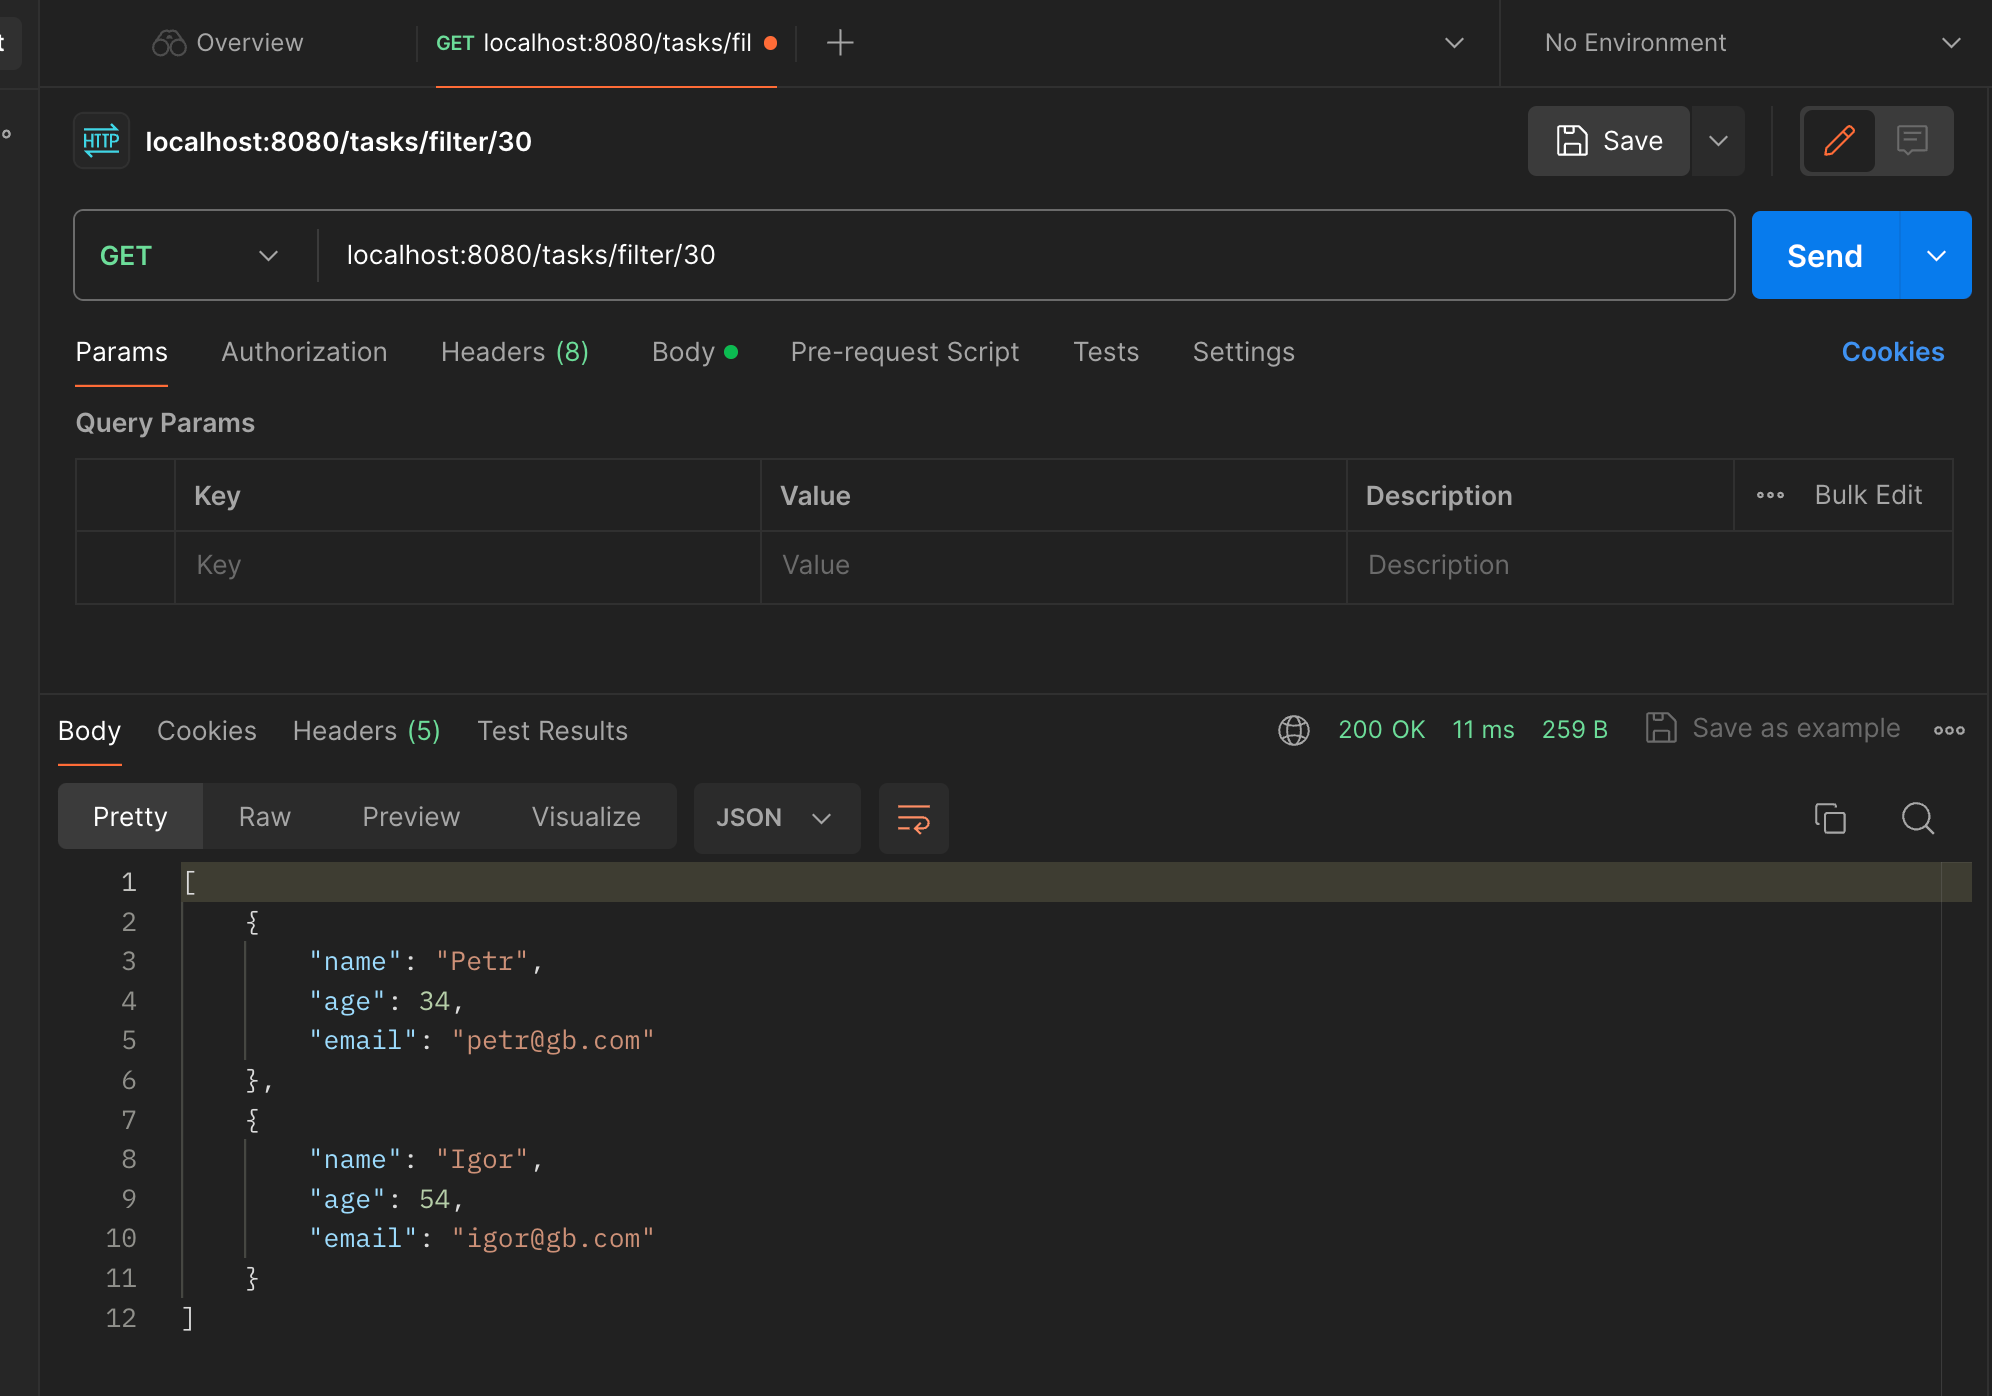 t
Overview
GET localhost:8080/tasks/fil
No Environment
HTTP localhost:8080/tasks/filter/30
Save
GET localhost:8080/tasks/filter/30
Send
Params Authorization Headers (8) Body Pre-request Script Tests Settings Cookies
Query Params
Key Value Description Bulk Edit
Key Value Description
Body Cookies Headers (5) Test Results 200 OK 11 ms 259 B Save as example
Pretty Raw Preview Visualize JSON
1 [
2 {
3 "name": "Petr",
4 "age": 34,
5 "email": "petr@gb.com"
6 },
7 {
8 "name": "Igor",
9 "age": 54,
10 "email": "igor@gb.com"
11 }
12 ]